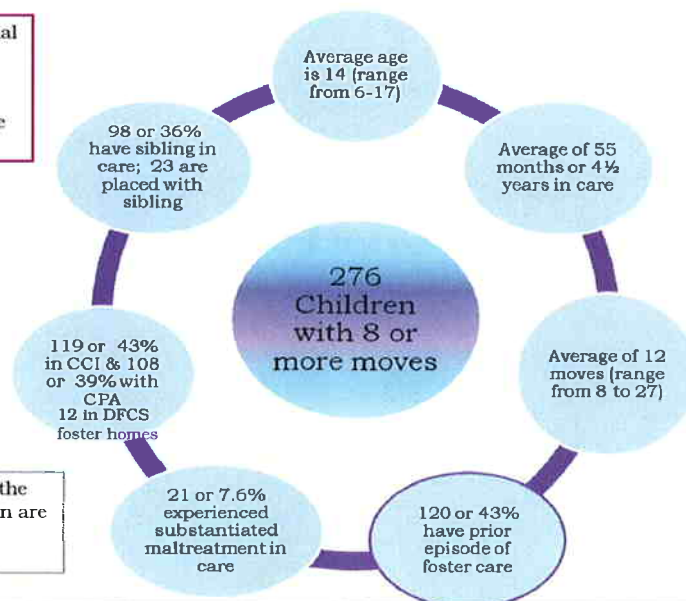 al
e
Average age
is 14 (range
from 6-17)
98 or 36%
have sibling in
care; 23 are
placed with
sibling
Average of 55
months or 4½
years in care
276
Children
with 8 or
more moves
119 or 43%
in CCI & 108
or 39% with
CPA
12 in DFCS
foster homes
Average of 12
moves (range
from 8 to 27)
the
n are
21 or 7.6%
experienced
substantiated
maltreatment in
care
120 or 43%
have prior
episode of
foster care